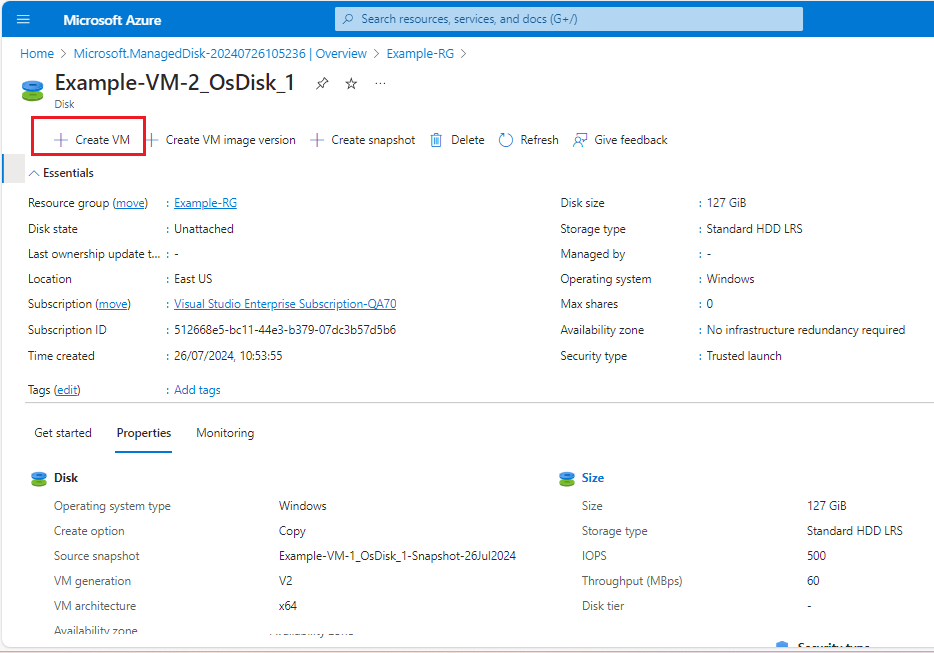 Microsoft Azure
Search resources, services, and docs (G+/)
Home > Microsoft.ManagedDisk-20240726105236 | Overview > Example-RG >
Example-VM-2_OsDisk_1
Disk
Create VM
Create VM image version
Create snapshot
Delete
Refresh
Give feedback
Essentials
Resource group (move) : Example-RG
Disk state : Unattached
Last ownership update t... : -
Location : East US
Subscription (move) : Visual Studio Enterprise Subscription-QA70
Subscription ID : 512668e5-bc11-44e3-b379-07dc3b57d5b6
Time created : 26/07/2024, 10:53:55
Tags (edit) : Add tags
Disk size : 127 GiB
Storage type : Standard HDD LRS
Managed by : -
Operating system : Windows
Max shares : 0
Availability zone : No infrastructure redundancy required
Security type : Trusted launch
Get started
Properties
Monitoring
Disk
Operating system type Windows
Create option Copy
Source snapshot Example-VM-1_OsDisk_1-Snapshot-26Jul2024
VM generation V2
VM architecture x64
Availability zone
Size
Size 127 GiB
Storage type Standard HDD LRS
IOPS 500
Throughput (MBps) 60
Disk tier -
Security type